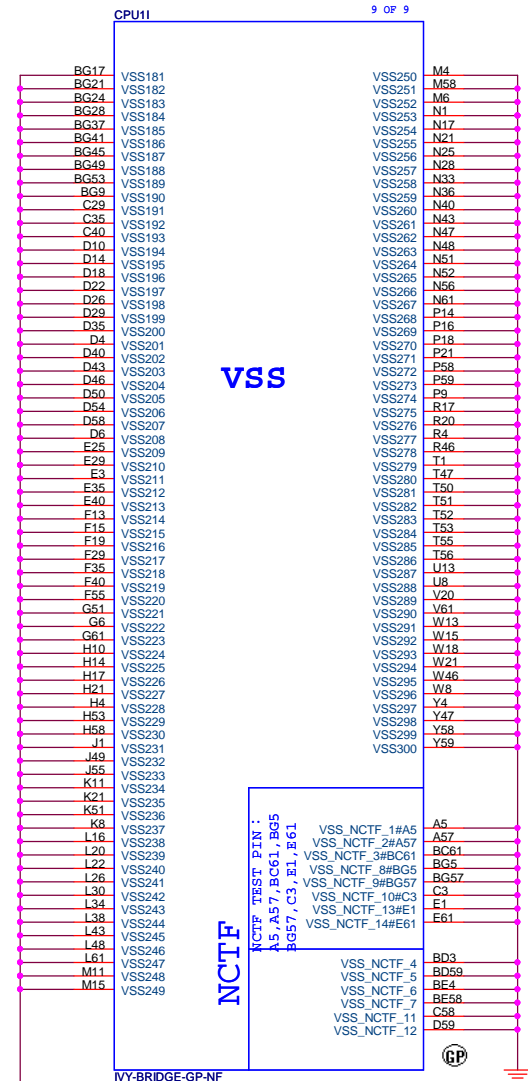 CPU1I
9 OF 9
BG17 VSS181
BG21 VSS182
BG24 VSS183
BG28 VSS184
BG37 VSS185
BG41 VSS186
BG45 VSS187
BG49 VSS188
BG53 VSS189
BG9 VSS190
C29 VSS191
C35 VSS192
C40 VSS193
D10 VSS194
D14 VSS195
D18 VSS196
D22 VSS197
D26 VSS198
D29 VSS199
D35 VSS200
D4 VSS201
D40 VSS202
D43 VSS203
D46 VSS204
D50 VSS205
D54 VSS206
D58 VSS207
D6 VSS208
E25 VSS209
E29 VSS210
E3 VSS211
E35 VSS212
E40 VSS213
F13 VSS214
F15 VSS215
F19 VSS216
F29 VSS217
F35 VSS218
F40 VSS219
F55 VSS220
G51 VSS221
G6 VSS222
G61 VSS223
H10 VSS224
H14 VSS225
H17 VSS226
H21 VSS227
H4 VSS228
H53 VSS229
H58 VSS230
J1 VSS231
J49 VSS232
J55 VSS233
K11 VSS234
K21 VSS235
K51 VSS236
K8 VSS237
L16 VSS238
L20 VSS239
L22 VSS240
L26 VSS241
L30 VSS242
L34 VSS243
L38 VSS244
L43 VSS245
L48 VSS246
L61 VSS247
M11 VSS248
M15 VSS249
VSS
VSS250 M4
VSS251 M58
VSS252 M6
VSS253 N1
VSS254 N17
VSS255 N21
VSS256 N25
VSS257 N28
VSS258 N33
VSS259 N36
VSS260 N40
VSS261 N43
VSS262 N47
VSS263 N48
VSS264 N51
VSS265 N52
VSS266 N56
VSS267 N61
VSS268 P14
VSS269 P16
VSS270 P18
VSS271 P21
VSS272 P58
VSS273 P59
VSS274 P9
VSS275 R17
VSS276 R20
VSS277 R4
VSS278 R46
VSS279 T1
VSS280 T47
VSS281 T50
VSS282 T51
VSS283 T52
VSS284 T53
VSS285 T55
VSS286 T56
VSS287 U13
VSS288 U8
VSS289 V20
VSS290 V61
VSS291 W13
VSS292 W15
VSS293 W18
VSS294 W21
VSS295 W46
VSS296 W8
VSS297 Y4
VSS298 Y47
VSS299 Y58
VSS300 Y59
NCTF
NCTF TEST PIN:
A5,A57,BC61,BG5
BG57,C3,E1,E61
VSS_NCTF_1#A5 A5
VSS_NCTF_2#A57 A57
VSS_NCTF_3#BC61 BC61
VSS_NCTF_8#BG5 BG5
VSS_NCTF_9#BG57 BG57
VSS_NCTF_10#C3 C3
VSS_NCTF_13#E1 E1
VSS_NCTF_14#E61 E61
VSS_NCTF_4 BD3
VSS_NCTF_5 BD59
VSS_NCTF_6 BE4
VSS_NCTF_7 BE58
VSS_NCTF_11 C58
VSS_NCTF_12 D59
GP
IVY-BRIDGE-GP-NF